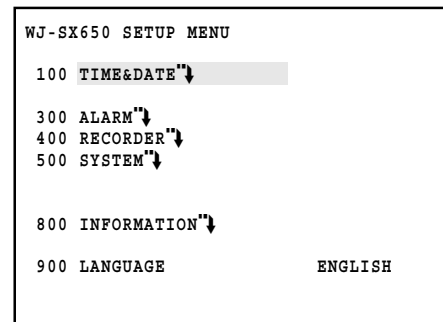 WJ-SX650 SETUP MENU
100 TIME&DATE
300 ALARM
400 RECORDER
500 SYSTEM
800 INFORMATION
900 LANGUAGE ENGLISH